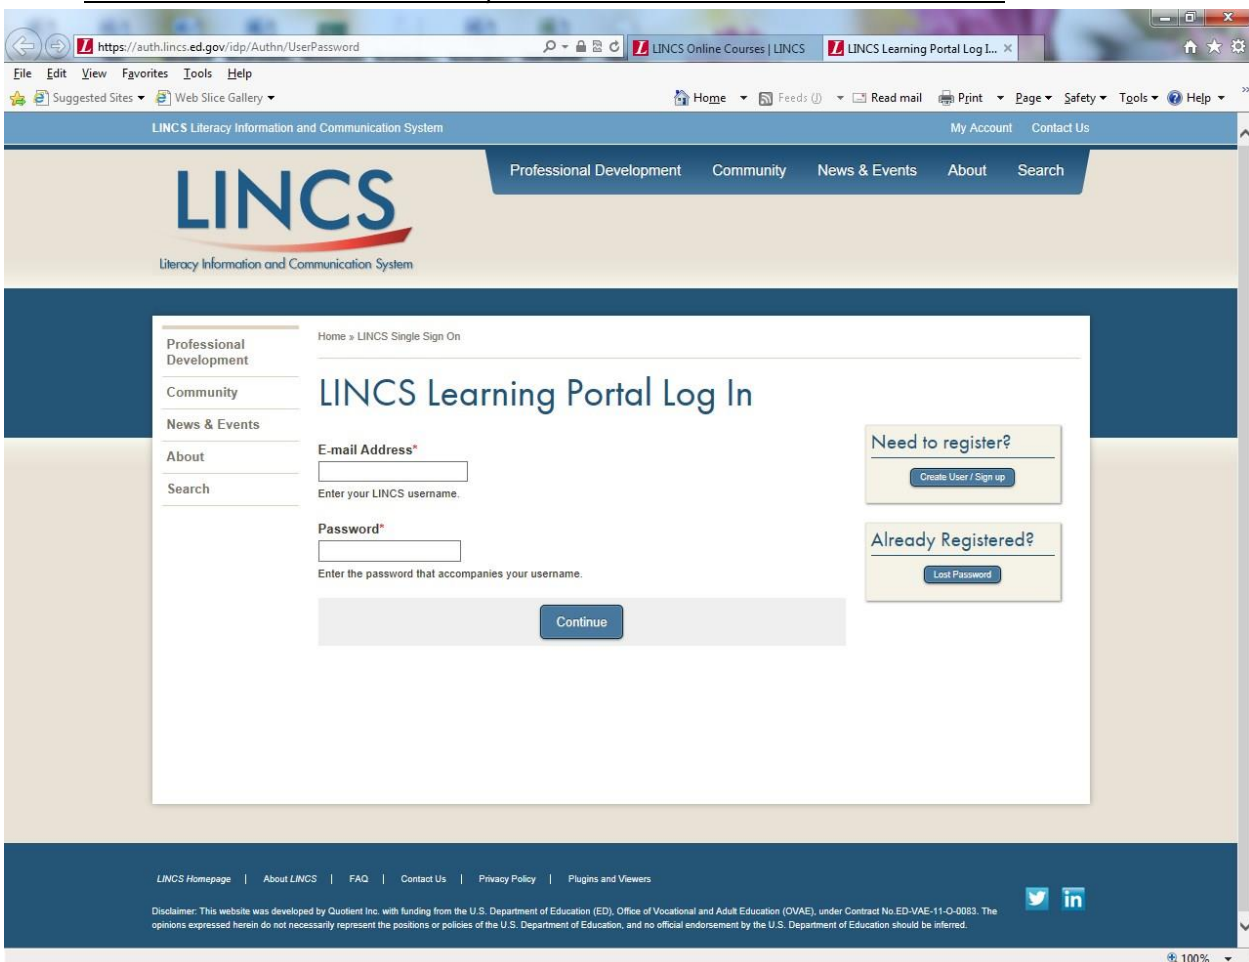 https://auth.lincs.ed.gov/idp/Authn/UserPassword
LINCS Online Courses | LINCS
LINCS Learning Portal Log I...
File Edit View Favorites Tools Help
Suggested Sites Web Slice Gallery
Home Feeds (J) Read mail Print Page Safety Tools Help
LINCS Literacy Information and Communication System
My Account Contact Us
Professional Development Community News & Events About Search
LINCS
Literacy Information and Communication System
Professional
Development
Community
News & Events
About
Search
Home » LINCS Single Sign On
LINCS Learning Portal Log In
E-mail Address*
Enter your LINCS username.
Password*
Enter the password that accompanies your username.
Continue
Need to register?
Create User / Sign up
Already Registered?
Lost Password
LINCS Homepage | About LINCS | FAQ | Contact Us | Privacy Policy | Plugins and Viewers
Disclaimer: This website was developed by Quotient Inc. with funding from the U.S. Department of Education (ED), Office of Vocational and Adult Education (OVAE), under Contract No.ED-VAE-11-O-0083. The
opinions expressed herein do not necessarily represent the positions or policies of the U.S. Department of Education, and no official endorsement by the U.S. Department of Education should be inferred.
in
100%